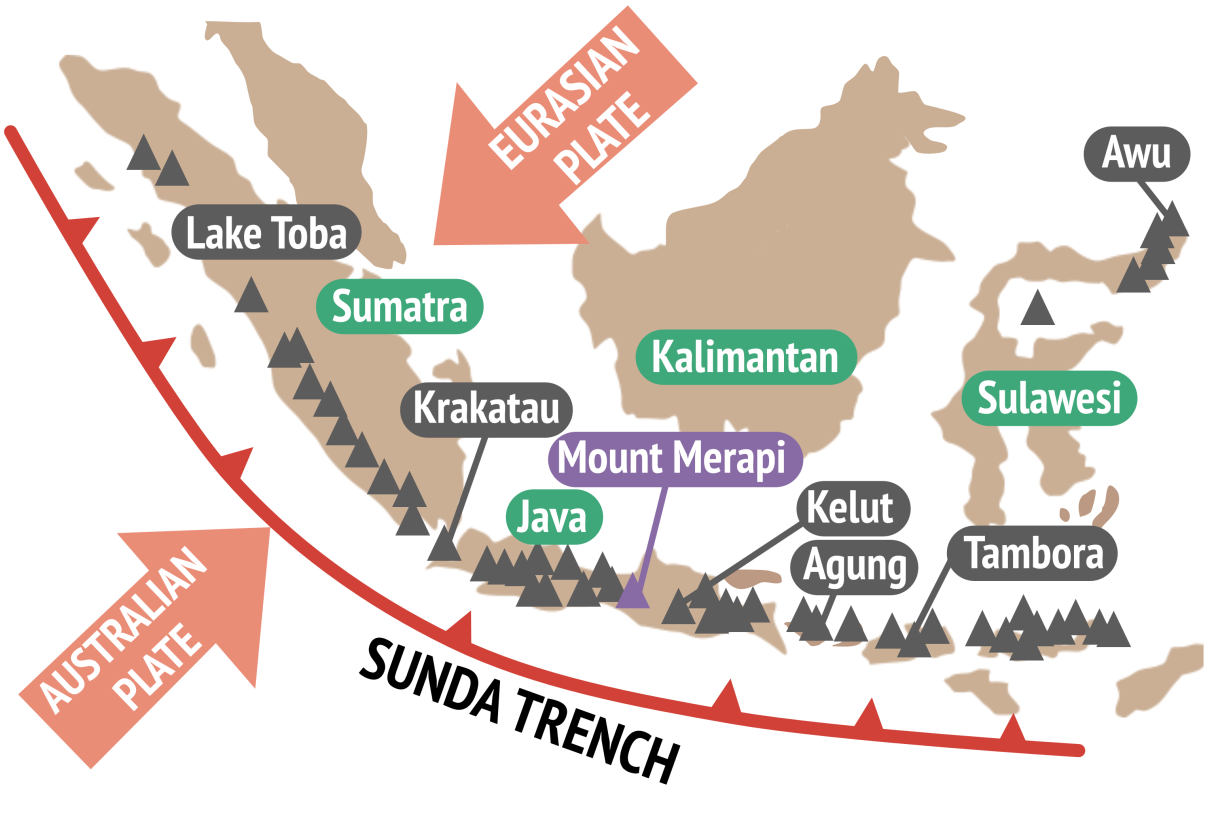 EURASIAN
PLATE
Awu
Lake Toba
Sumatra
Kalimantan
Sulawesi
Krakatau
Mount Merapi
Java
Kelut
Agung
Tambora
AUSTRALIAN
PLATE
SUNDA TRENCH